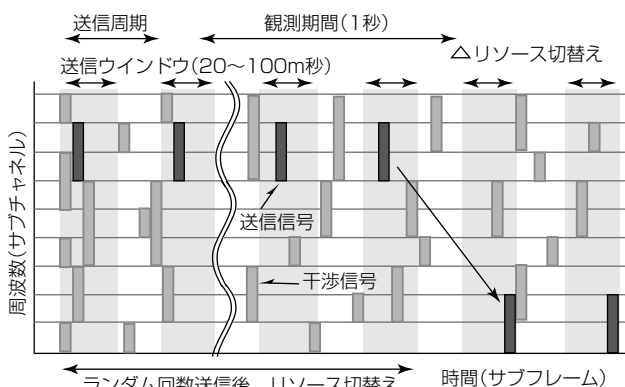 送信周期
観測期間(1秒)
△リソース切替え
送信ウインドウ(20〜100m秒)
周波数(サブチャネル)
送信信号
干渉信号
ランダム回数送信後、リソース切替え
時間(サブフレーム)